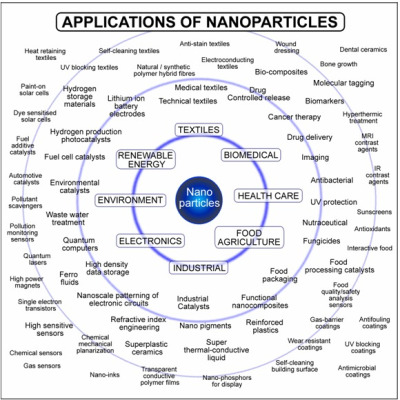 APPLICATIONS OF NANOPARTICLES
Heat retaining
textiles
Self-cleaning textiles
Anti-stain textiles
Wound
dressing
Dental ceramics
UV blocking textiles
Natural / synthetic
polymer hybrid fibres
Electroconducting
textiles
Bio-composites
Bone growth
Paint-on
solar cells
Hydrogen
storage
materials
Lithium ion
battery
electrodes
Medical textiles
Technical textiles
Drug
Controlled release
Molecular tagging
Biomarkers
Dye sensitised
solar cells
Cancer therapy
Hyperthermic
treatment
Hydrogen production
photocatalysts
TEXTILES
Drug delivery
MRI
contrast
agents
Fuel
additive
catalysts
Fuel cell catalysts
RENEWABLE
ENERGY
BIOMEDICAL
Imaging
IR
contrast
agents
Automotive
catalysts
Environmental
catalysts
Nano
particles
Antibacterial
Pollutant
scavengers
ENVIRONMENT
HEALTH CARE
UV protection
Sunscreens
Waste water
treatment
Nutraceutical
Antioxidants
Pollution
monitoring
sensors
Quantum
computers
ELECTRONICS
FOOD
AGRICULTURE
Fungicides
Interactive food
Quantum
lasers
High density
data storage
INDUSTRIAL
Food
packaging
Food
processing catalysts
High power
magnets
Ferro
fluids
Food
quality/safety
analysis sensors
Single electron
transistors
Nanoscale patterning of
electronic circuits
Industrial
Catalysts
Functional
nanocomposites
High sensitive
sensors
Refractive index
engineering
Nano pigments
Reinforced
plastics
Gas-barrier
coatings
Antifouling
coatings
Chemical sensors
Chemical
mechanical
planarization
Superplastic
ceramics
Super
thermal-conductive
liquid
Wear resistant
coatings
UV blocking
coatings
Gas sensors
Nano-inks
Transparent
conductive
polymer films
Nano-phosphors
for display
Self-cleaning
building surface
Antimicrobial
coatings